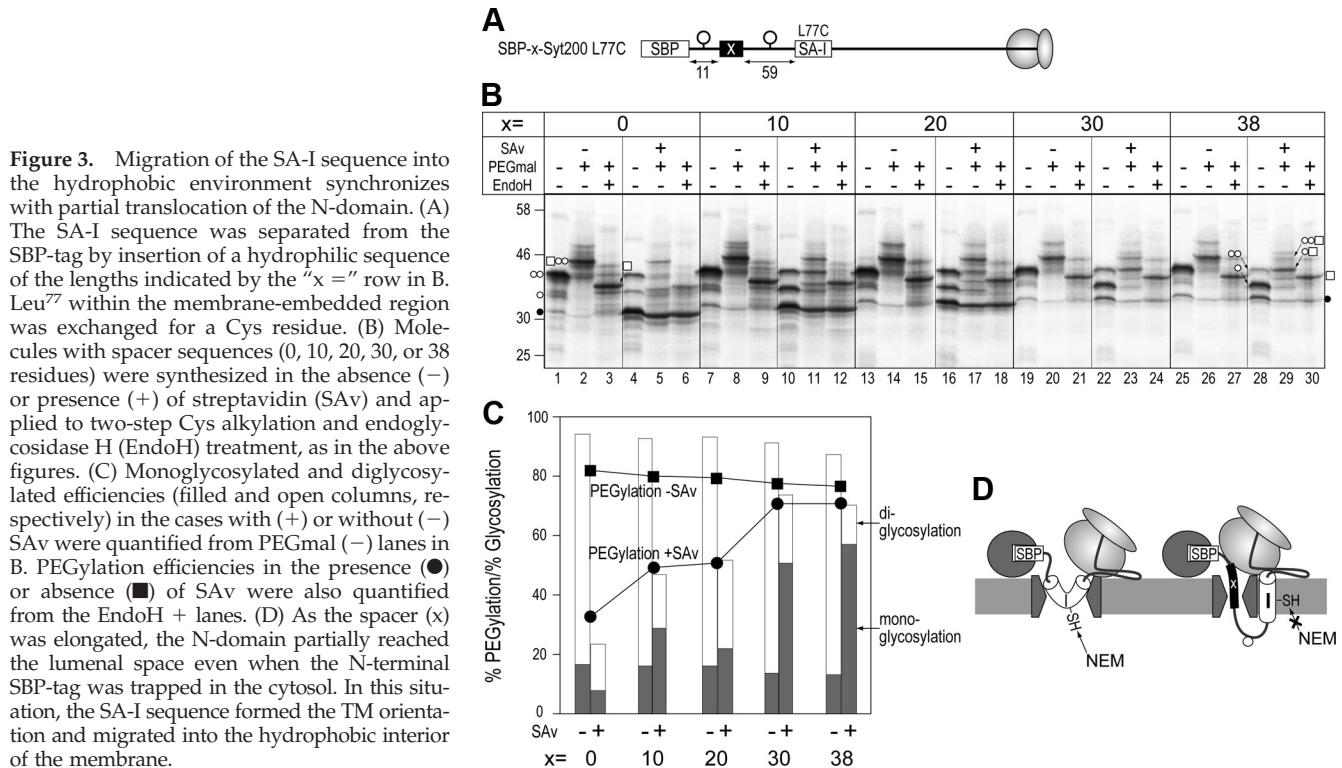 Figure 3. Migration of the SA-I sequence into
the hydrophobic environment synchronizes
with partial translocation of the N-domain. (A)
The SA-I sequence was separated from the
SBP-tag by insertion of a hydrophilic sequence
of the lengths indicated by the “x =” row in B.
Leu77 within the membrane-embedded region
was exchanged for a Cys residue. (B) Mole-
cules with spacer sequences (0, 10, 20, 30, or 38
residues) were synthesized in the absence (−)
or presence (+) of streptavidin (SAv) and ap-
plied to two-step Cys alkylation and endogly-
cosidase H (EndoH) treatment, as in the above
figures. (C) Monoglycosylated and diglycosy-
lated efficiencies (filled and open columns, re-
spectively) in the cases with (+) or without (−)
SAv were quantified from PEGmal (−) lanes in
B. PEGylation efficiencies in the presence (●)
or absence (■) of SAv were also quantified
from the EndoH + lanes. (D) As the spacer (x)
was elongated, the N-domain partially reached
the lumenal space even when the N-terminal
SBP-tag was trapped in the cytosol. In this situ-
ation, the SA-I sequence formed the TM orienta-
tion and migrated into the hydrophobic interior
of the membrane.
A
L77C
SBP-x-Syt200 L77C SBP X SA-I
11 59
B
x= 0 10 20 30 38
SAv - + - + - + - + - +
PEGmal - + + - + + - + + - + + - + + - + + - + + - + + - + + - + +
EndoH - - + - - + - - + - - + - - + - - + - - + - - + - - + - - +
58
46
30
25
1 2 3 4 5 6 7 8 9 10 11 12 13 14 15 16 17 18 19 20 21 22 23 24 25 26 27 28 29 30
C
% PEGylation/% Glycosylation
100
80
60
40
20
0
PEGylation -SAv
PEGylation +SAv
di-
glycosylation
mono-
glycosylation
SAv - + - + - + - + - +
x= 0 10 20 30 38
D
SBP
I
-SH
NEM
SBP
X
I
-SH
NEM